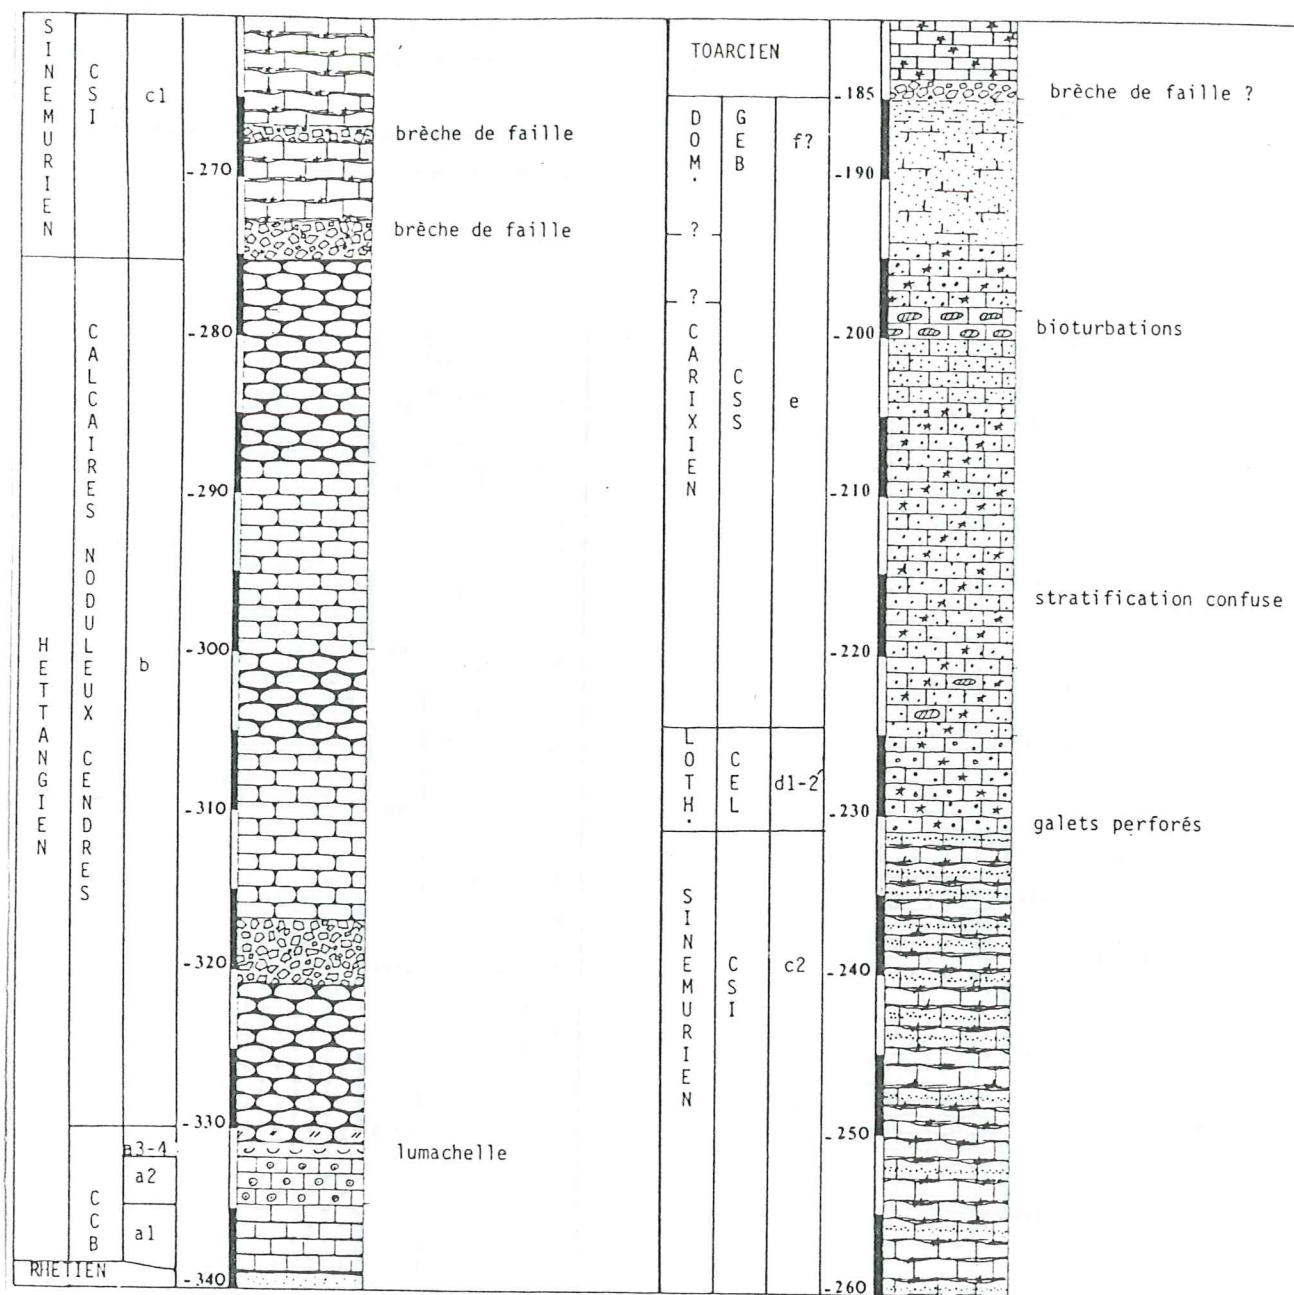 SINEMURIEN
CSI
c1
brèche de faille
-270
brèche de faille
HETTANGIEN
CALCAIRES NODULEUX CENDRES
b
-280
-290
-300
-310
-320
-330
a3-4
lumachelle
a2
CCB
a1
RHETIEN
-340
TOARCIEN
-185
brèche de faille ?
DOM.
GEB
f?
-190
?
?
CARIXIEN
CSS
e
-200
bioturbations
-210
stratification confuse
-220
LOTH.
CEL
d1-2
-230
galets perforés
SINEMURIEN
CSI
c2
-240
-250
-260